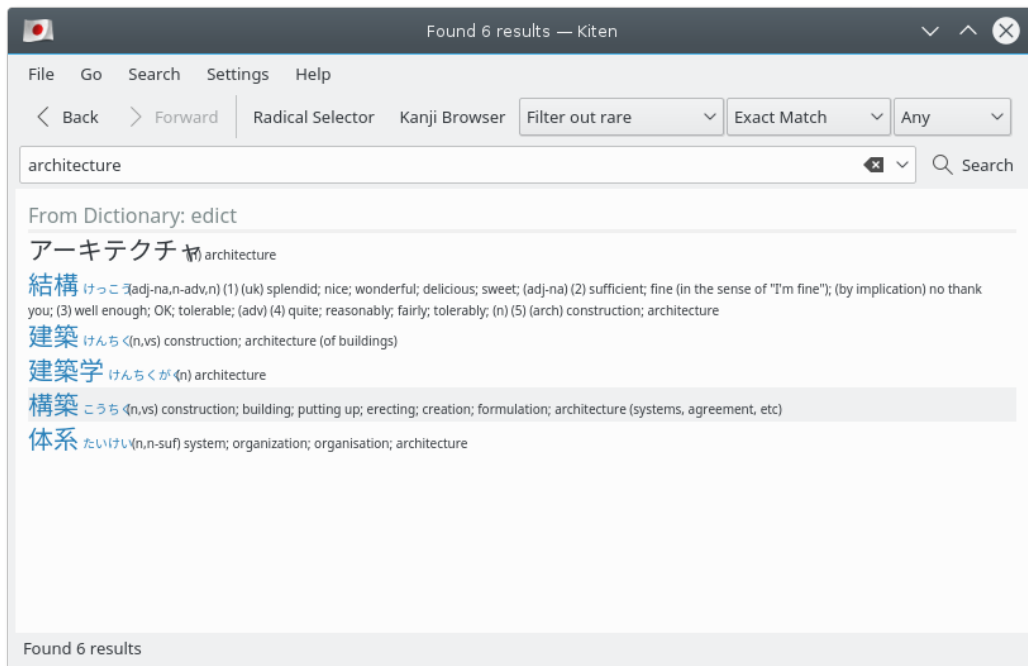 Found 6 results — Kiten
File Go Search Settings Help
Back Forward Radical Selector Kanji Browser Filter out rare Exact Match Any
architecture Search
From Dictionary: edict
アーキテクチャ (n) architecture
結構 けっこう (adj-na,n-adv,n) (1) (uk) splendid; nice; wonderful; delicious; sweet; (adj-na) (2) sufficient; fine (in the sense of "I'm fine"); (by implication) no thank
you; (3) well enough; OK; tolerable; (adv) (4) quite; reasonably; fairly; tolerably; (n) (5) (arch) construction; architecture
建築 けんちく (n,vs) construction; architecture (of buildings)
建築学 けんちくがく (n) architecture
構築 こうちく (n,vs) construction; building; putting up; erecting; creation; formulation; architecture (systems, agreement, etc)
体系 たいけい (n,n-suf) system; organization; organisation; architecture
Found 6 results